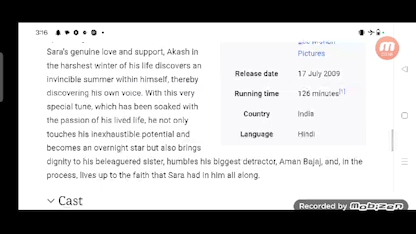 3:16
Pictures
Sara's genuine love and support, Akash in
the harshest winter of his life discovers an
invincible summer within himself, thereby
discovering his own voice. With this very
special tune, which has been soaked with
the passion of his lived life, he not only
touches his inexhaustible potential and
becomes an overnight star but also brings
dignity to his beleaguered sister, humbles his biggest detractor, Aman Bajaj, and, in the
process, lives up to the faith that Sara had in him all along.
Release date 17 July 2009
Running time 126 minutes[1]
Country India
Language Hindi
Cast
Recorded by Mobizen